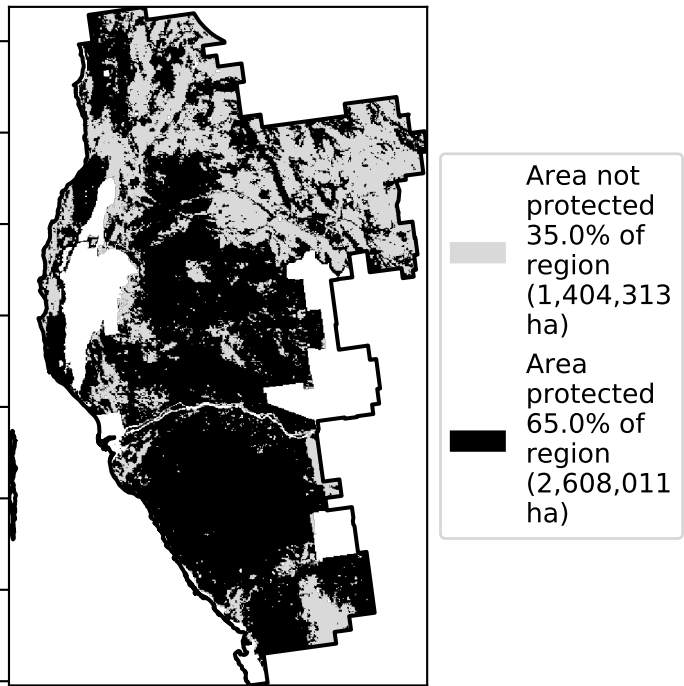 Area not
protected
35.0% of
region
(1,404,313
ha)
Area
protected
65.0% of
region
(2,608,011
ha)